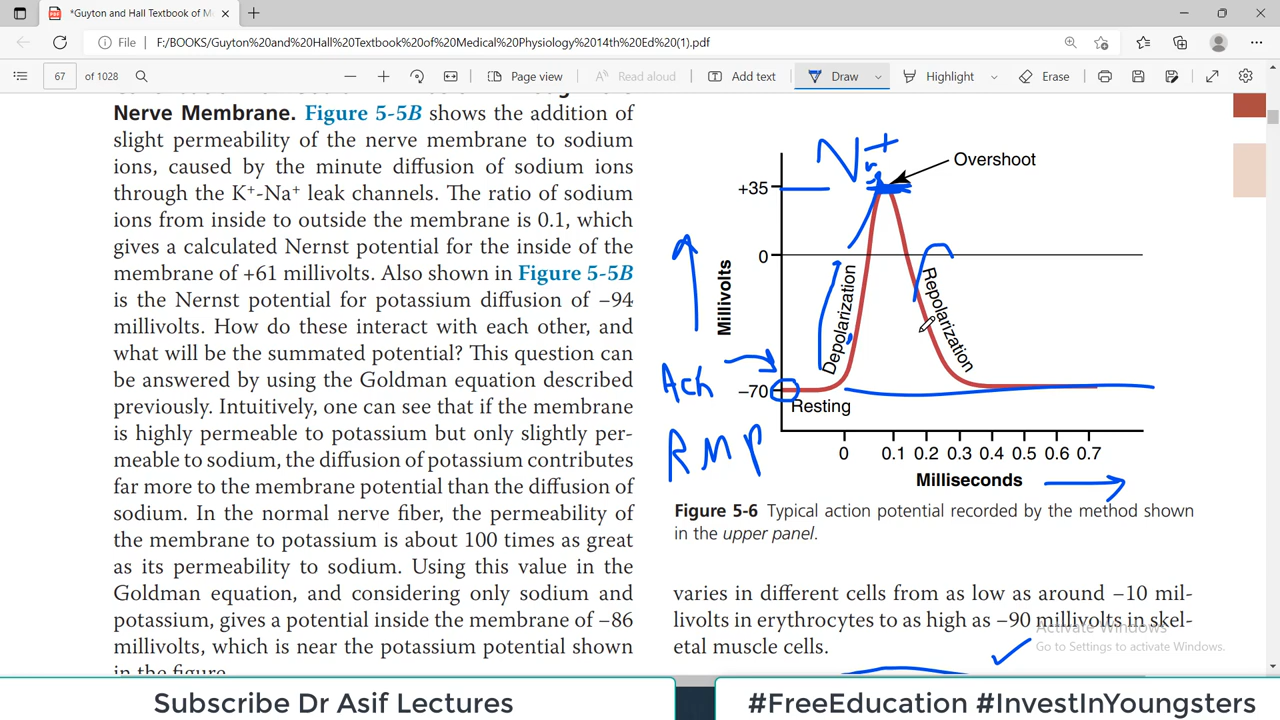 *Guyton and Hall Textbook of M
File
F:/BOOKS/Guyton%20and%20Hall%20Textbook%20of%20Medical%20Physiology%2014th%20Ed%20(1).pdf
67 of 1028
Page view
Read aloud
Add text
Draw
Highlight
Erase
Nerve Membrane. Figure 5-5B shows the addition of
slight permeability of the nerve membrane to sodium
ions, caused by the minute diffusion of sodium ions
through the K⁺-Na⁺ leak channels. The ratio of sodium
ions from inside to outside the membrane is 0.1, which
gives a calculated Nernst potential for the inside of the
membrane of +61 millivolts. Also shown in Figure 5-5B
is the Nernst potential for potassium diffusion of –94
millivolts. How do these interact with each other, and
what will be the summated potential? This question can
be answered by using the Goldman equation described
previously. Intuitively, one can see that if the membrane
is highly permeable to potassium but only slightly per-
meable to sodium, the diffusion of potassium contributes
far more to the membrane potential than the diffusion of
sodium. In the normal nerve fiber, the permeability of
the membrane to potassium is about 100 times as great
as its permeability to sodium. Using this value in the
Goldman equation, and considering only sodium and
potassium, gives a potential inside the membrane of –86
millivolts, which is near the potassium potential shown
in the figure.
N+
Overshoot
+35
0
–70
Millivolts
Depolarization
Repolarization
Resting
Ach
RMP
0 0.1 0.2 0.3 0.4 0.5 0.6 0.7
Milliseconds
Figure 5-6 Typical action potential recorded by the method shown
in the upper panel.
varies in different cells from as low as around –10 mil-
livolts in erythrocytes to as high as –90 millivolts in skel-
etal muscle cells.
Activate Windows
Go to Settings to activate Windows.
Subscribe Dr Asif Lectures
#FreeEducation #InvestInYoungsters